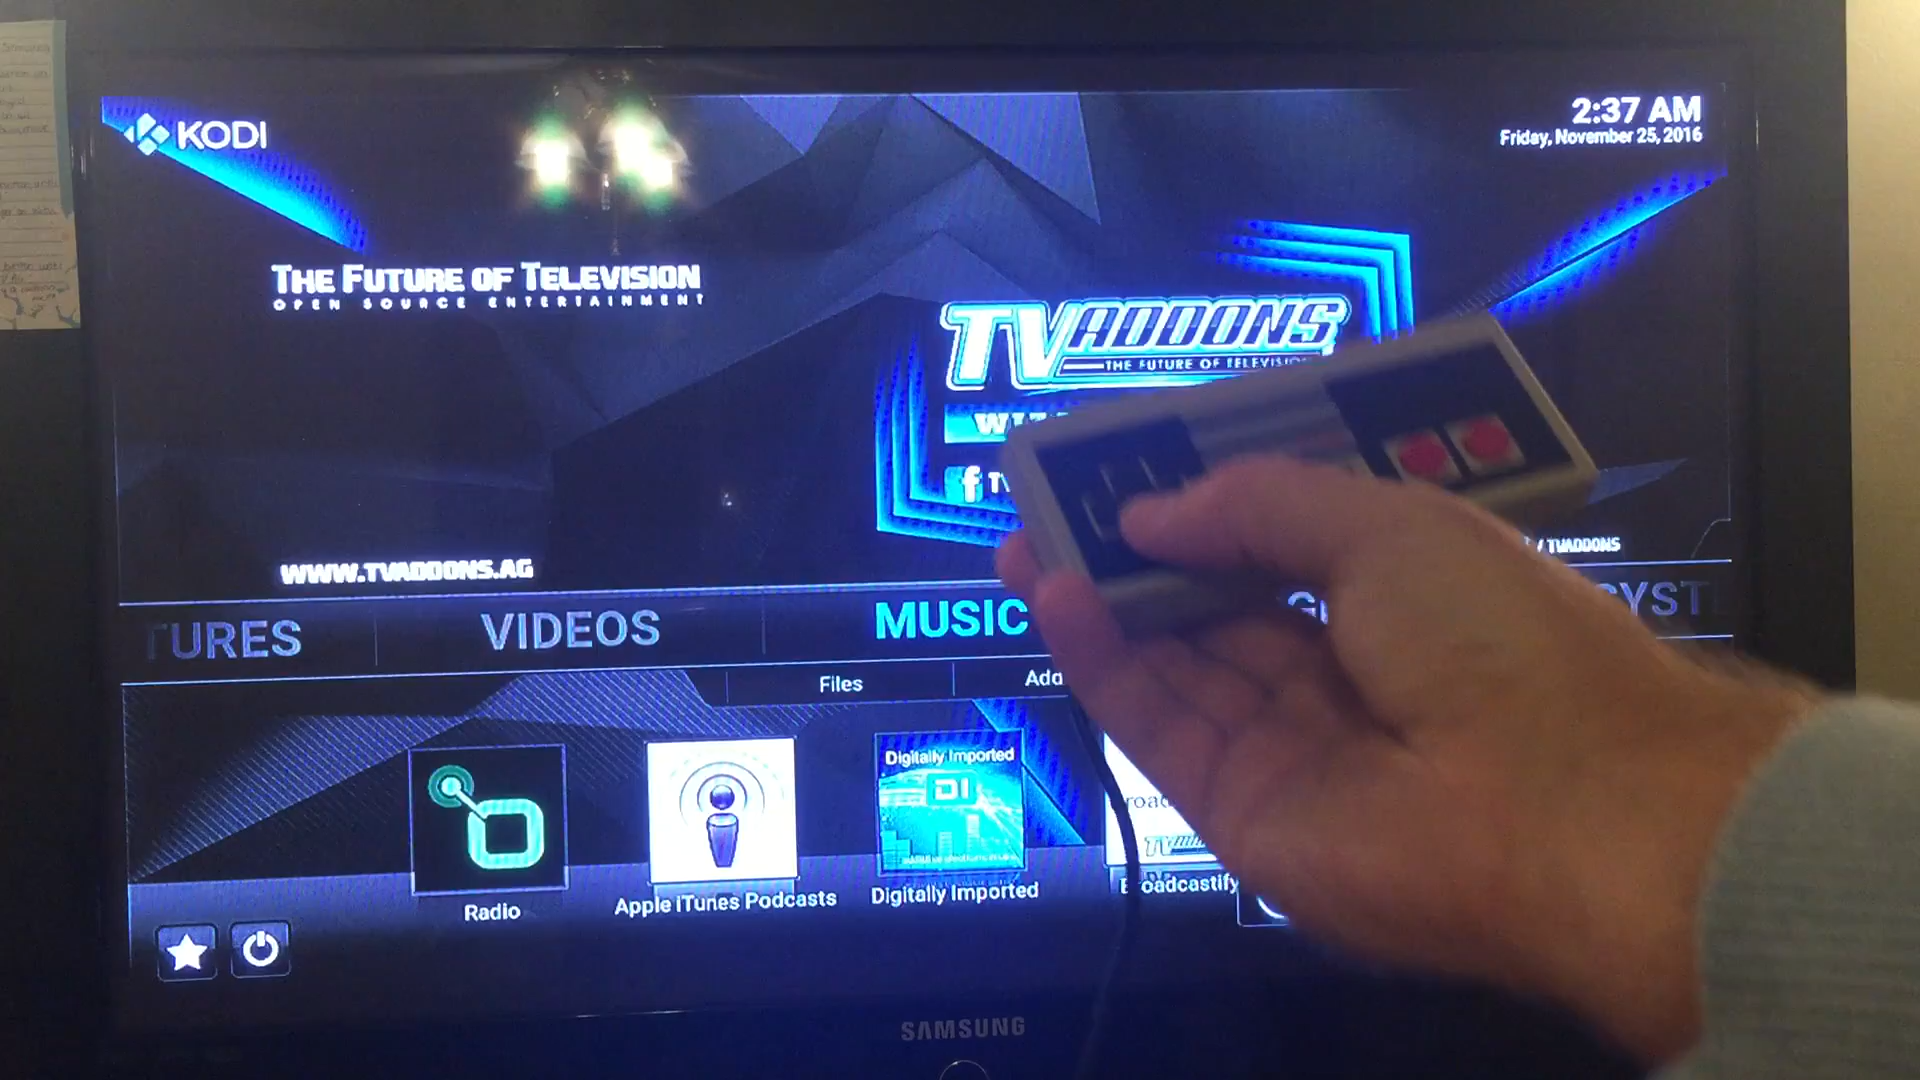 KODI
2:37 AM
Friday, November 25, 2016
THE FUTURE OF TELEVISION
OPEN SOURCE ENTERTAINMENT
TVADDONS
THE FUTURE OF TELEVISION
f
WWW.TVADDONS.AG
/ TVADDONS
TURES
VIDEOS
MUSIC
SYST
Files
Digitally Imported
DI
Radio
Apple iTunes Podcasts
Digitally Imported
Broadcastify
SAMSUNG